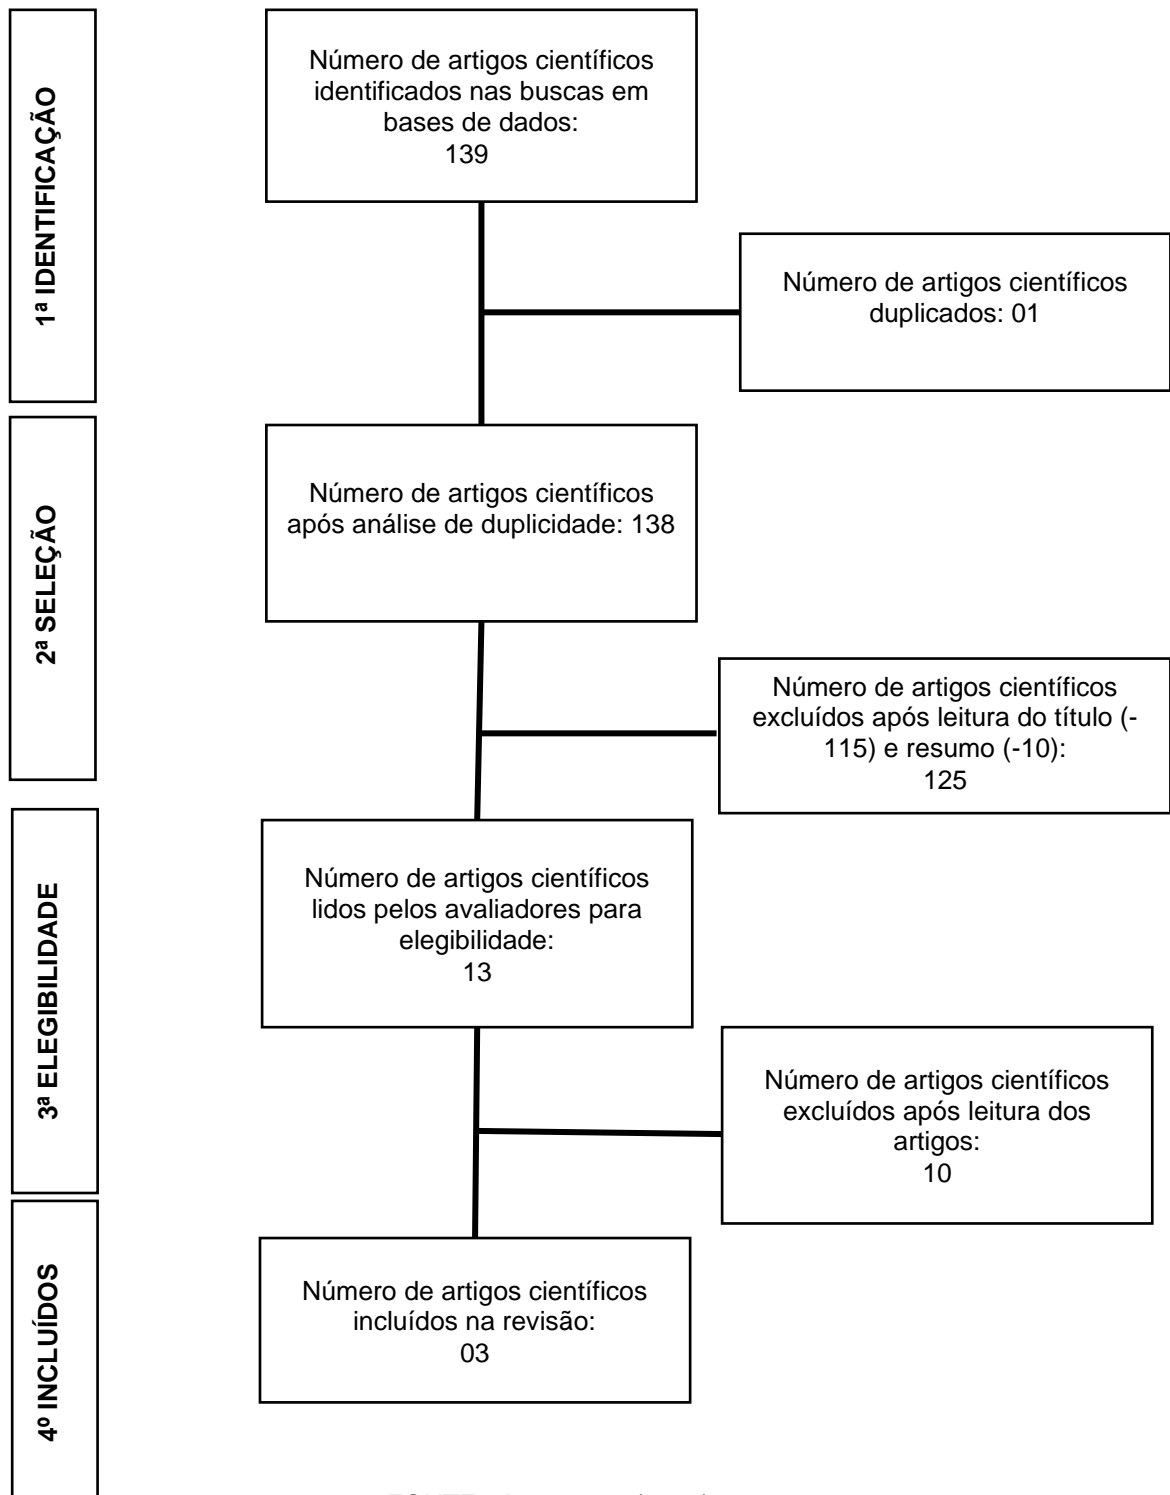 1ª IDENTIFICAÇÃO
Número de artigos científicos
identificados nas buscas em
bases de dados:
139
Número de artigos científicos
duplicados: 01
2ª SELEÇÃO
Número de artigos científicos
após análise de duplicidade: 138
Número de artigos científicos
excluídos após leitura do título (-
115) e resumo (-10):
125
3ª ELEGIBILIDADE
Número de artigos científicos
lidos pelos avaliadores para
elegibilidade:
13
Número de artigos científicos
excluídos após leitura dos
artigos:
10
4º INCLUÍDOS
Número de artigos científicos
incluídos na revisão:
03